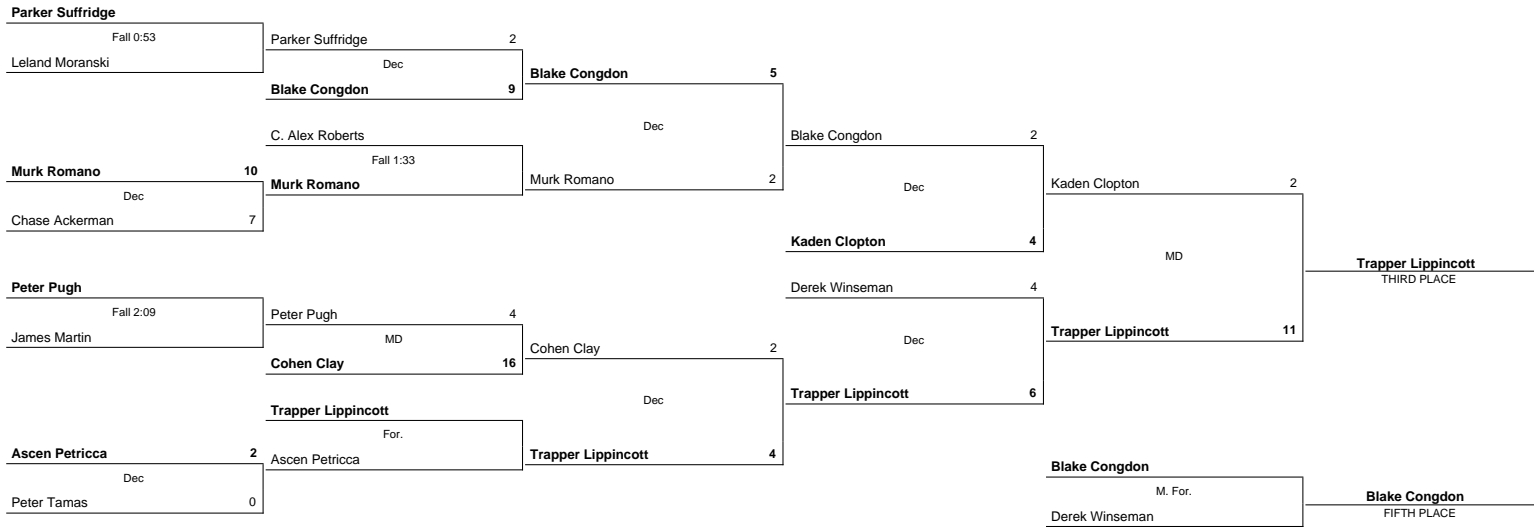 Parker Suffridge
Fall 0:53
Leland Moranski
Murk Romano 10
Dec
Chase Ackerman 7
Peter Pugh
Fall 2:09
James Martin
Ascen Petricca 2
Dec
Peter Tamas 0
Parker Suffridge 2
Dec
Blake Congdon 9
C. Alex Roberts
Fall 1:33
Murk Romano
Peter Pugh 4
MD
Cohen Clay 16
Trapper Lippincott
For.
Ascen Petricca
Blake Congdon 5
Dec
Murk Romano 2
Cohen Clay 2
Dec
Trapper Lippincott 4
Blake Congdon 2
Dec
Kaden Clopton 4
Derek Winseman 4
Dec
Trapper Lippincott 6
Kaden Clopton 2
MD
Trapper Lippincott 11
Trapper Lippincott
THIRD PLACE
Blake Congdon
M. For.
Derek Winseman
Blake Congdon
FIFTH PLACE